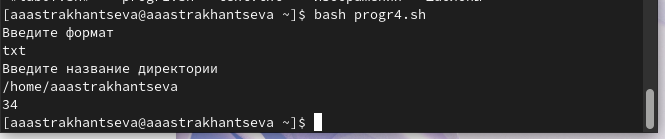 [aaastrakhantseva@aaastrakhantseva ~]$ bash progr4.sh
Введите формат
txt
Введите название директории
/home/aaastrakhantseva
34
[aaastrakhantseva@aaastrakhantseva ~]$